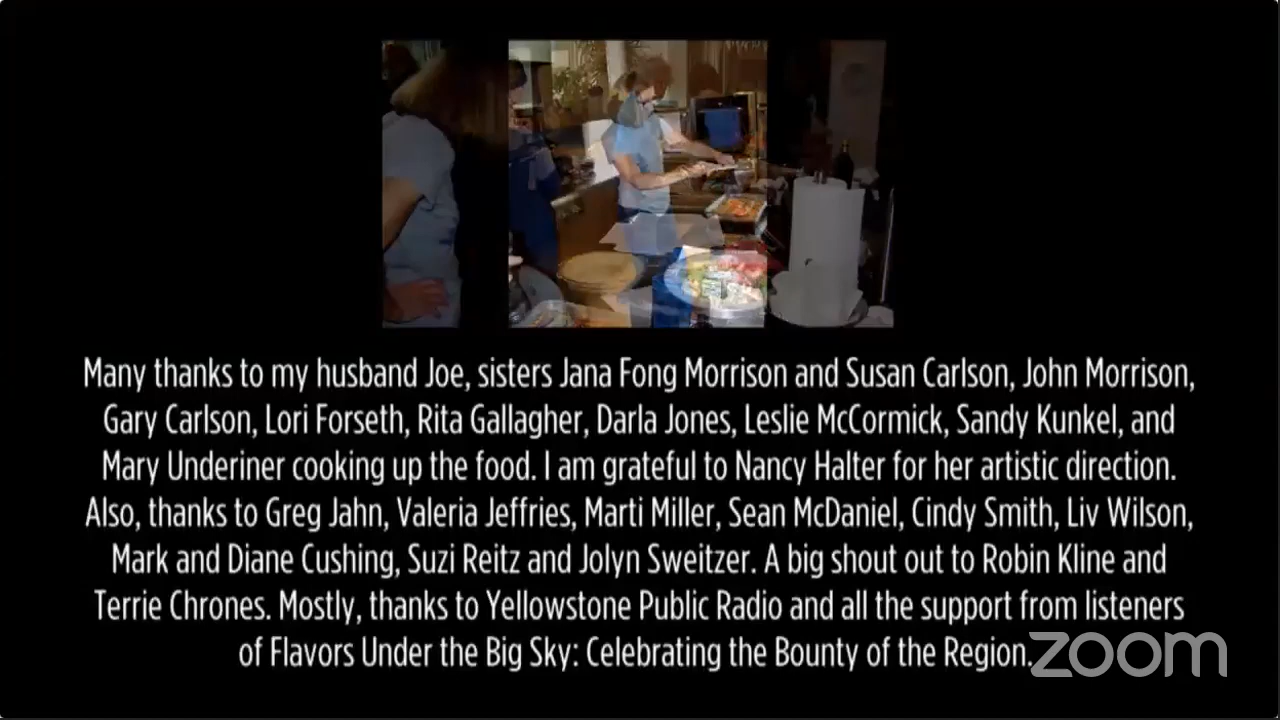 Many thanks to my husband Joe, sisters Jana Fong Morrison and Susan Carlson, John Morrison,
Gary Carlson, Lori Forseth, Rita Gallagher, Darla Jones, Leslie McCormick, Sandy Kunkel, and
Mary Underiner cooking up the food. I am grateful to Nancy Halter for her artistic direction.
Also, thanks to Greg Jahn, Valeria Jeffries, Marti Miller, Sean McDaniel, Cindy Smith, Liv Wilson,
Mark and Diane Cushing, Suzi Reitz and Jolyn Sweitzer. A big shout out to Robin Kline and
Terrie Chrones. Mostly, thanks to Yellowstone Public Radio and all the support from listeners
of Flavors Under the Big Sky: Celebrating the Bounty of the Region.
zoom